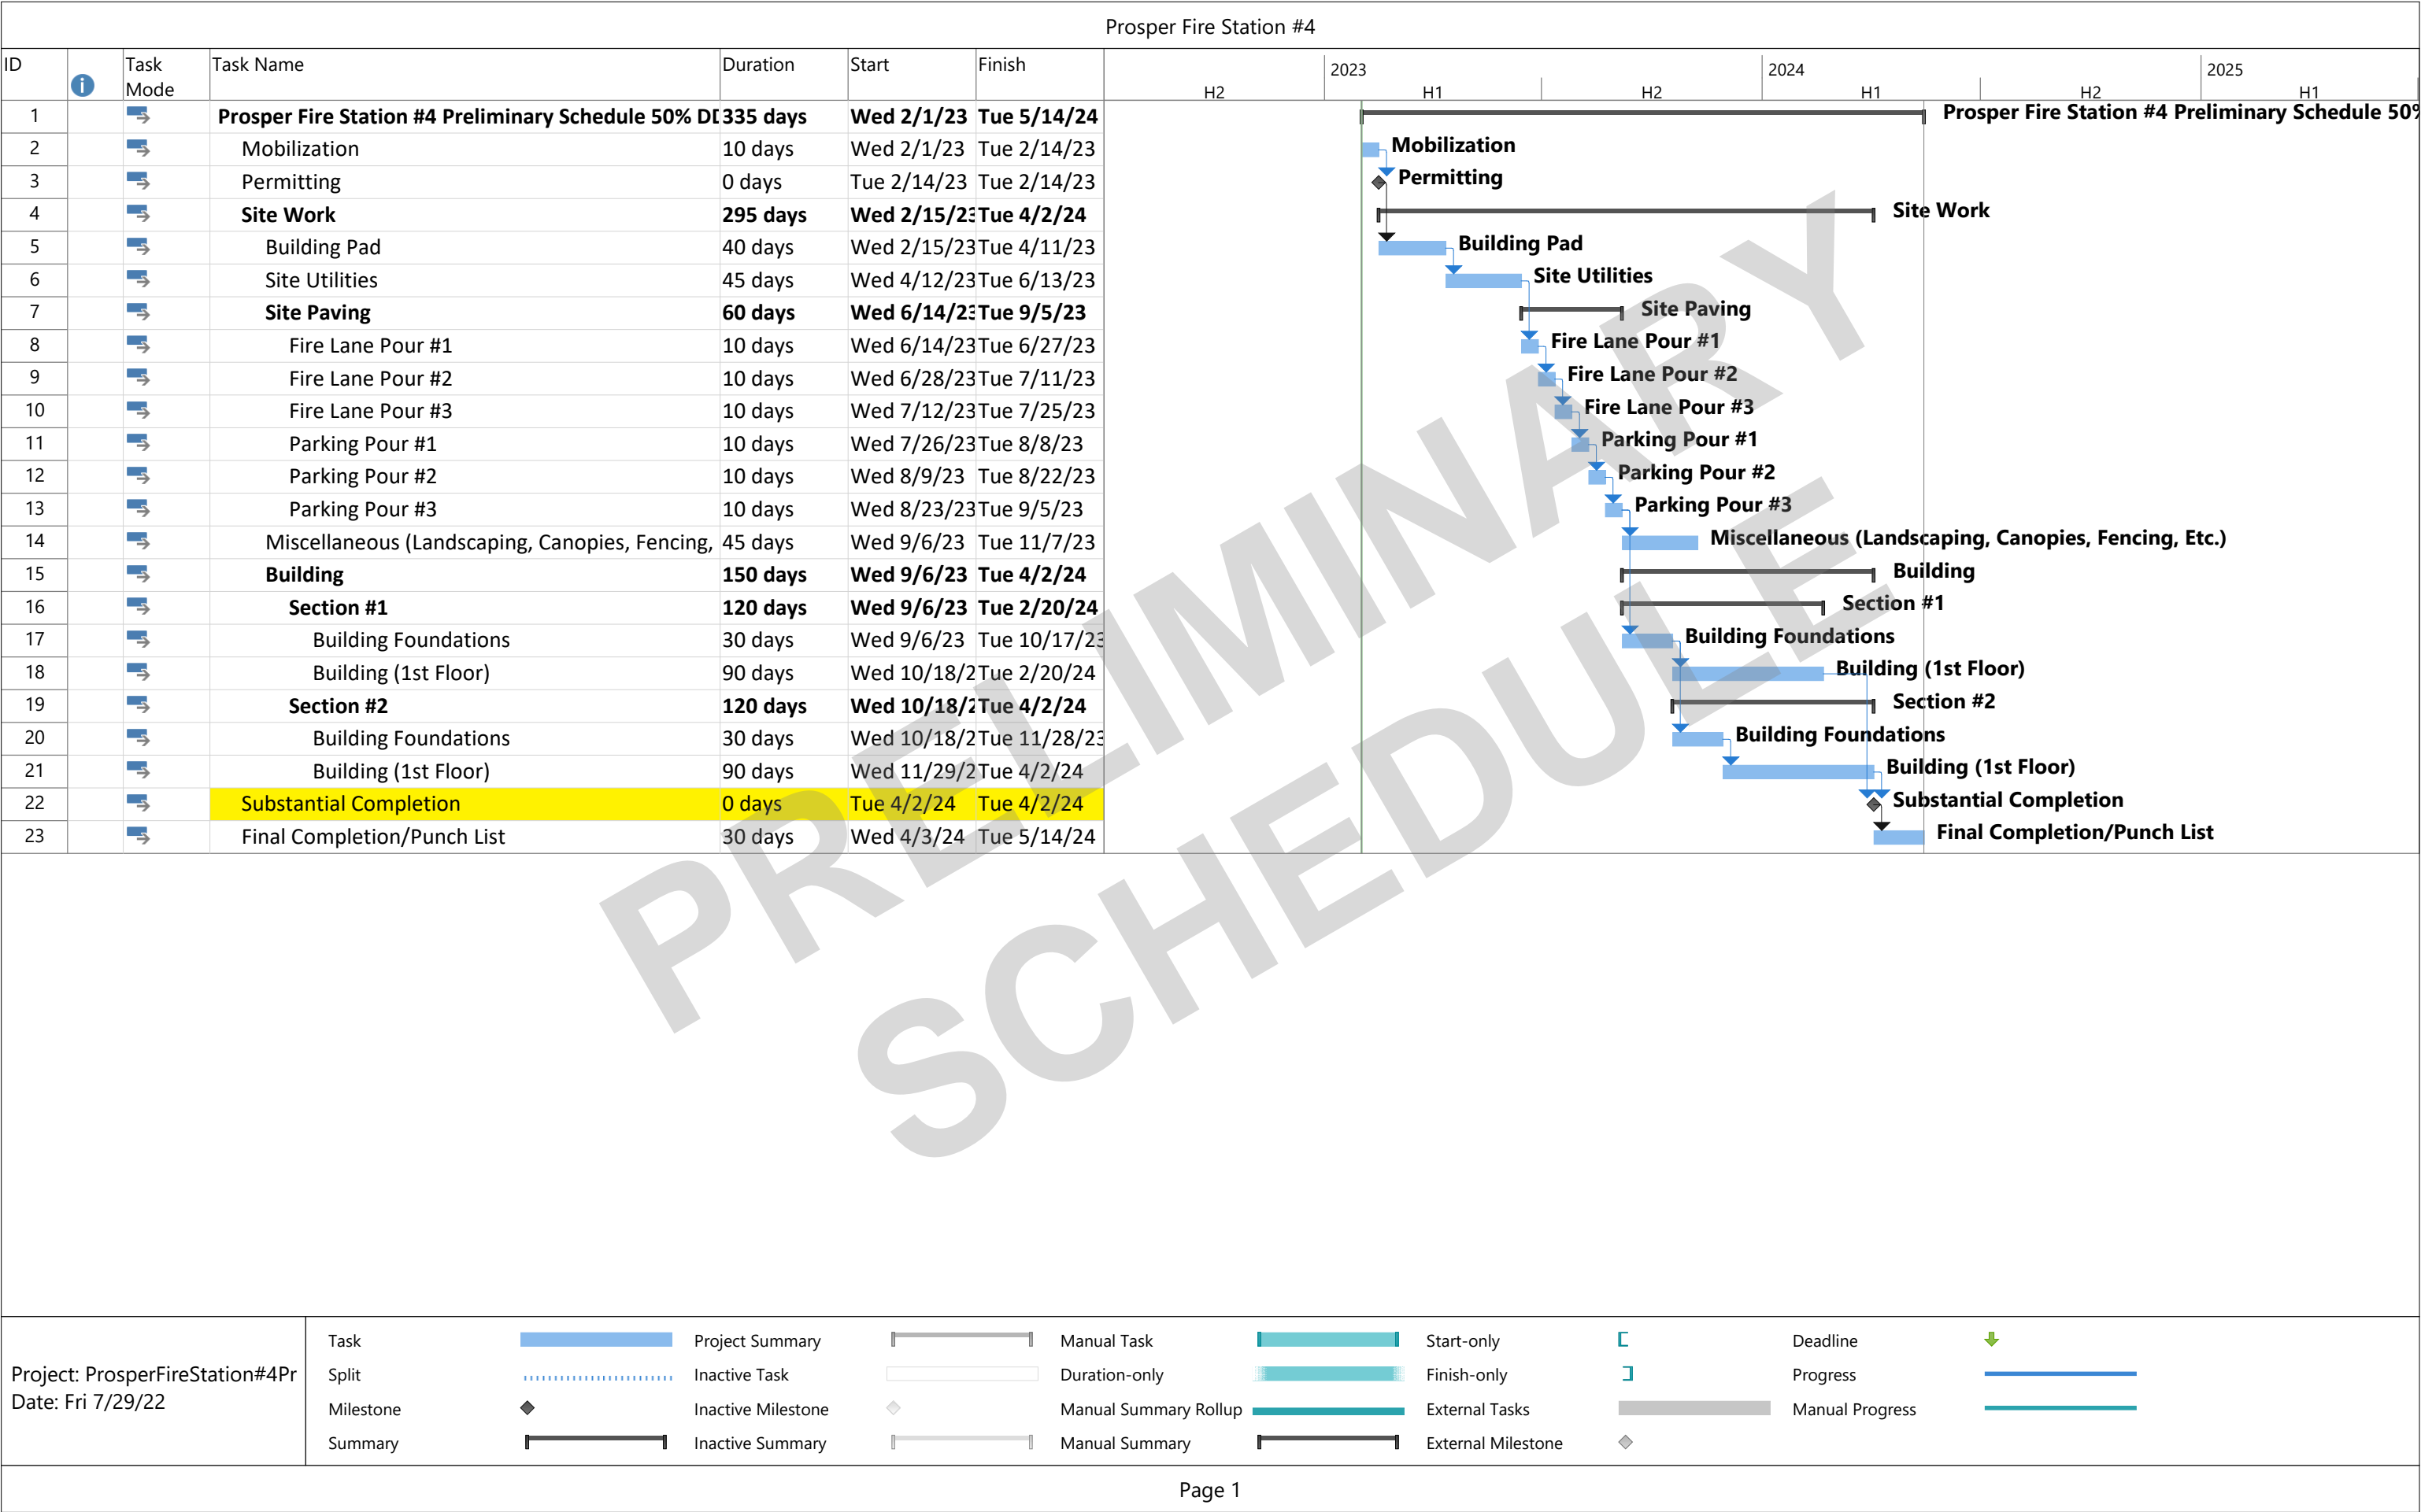 Prosper Fire Station #4
ID Task Mode Task Name Duration Start Finish
2023 2024 2025
H2 H1 H2 H1 H2 H1
1 Prosper Fire Station #4 Preliminary Schedule 50% DD 335 days Wed 2/1/23 Tue 5/14/24 Prosper Fire Station #4 Preliminary Schedule 50%
2 Mobilization 10 days Wed 2/1/23 Tue 2/14/23 Mobilization
3 Permitting 0 days Tue 2/14/23 Tue 2/14/23 Permitting
4 Site Work 295 days Wed 2/15/23 Tue 4/2/24 Site Work
5 Building Pad 40 days Wed 2/15/23 Tue 4/11/23 Building Pad
6 Site Utilities 45 days Wed 4/12/23 Tue 6/13/23 Site Utilities
7 Site Paving 60 days Wed 6/14/23 Tue 9/5/23 Site Paving
8 Fire Lane Pour #1 10 days Wed 6/14/23 Tue 6/27/23 Fire Lane Pour #1
9 Fire Lane Pour #2 10 days Wed 6/28/23 Tue 7/11/23 Fire Lane Pour #2
10 Fire Lane Pour #3 10 days Wed 7/12/23 Tue 7/25/23 Fire Lane Pour #3
11 Parking Pour #1 10 days Wed 7/26/23 Tue 8/8/23 Parking Pour #1
12 Parking Pour #2 10 days Wed 8/9/23 Tue 8/22/23 Parking Pour #2
13 Parking Pour #3 10 days Wed 8/23/23 Tue 9/5/23 Parking Pour #3
14 Miscellaneous (Landscaping, Canopies, Fencing, 45 days Wed 9/6/23 Tue 11/7/23 Miscellaneous (Landscaping, Canopies, Fencing, Etc.)
15 Building 150 days Wed 9/6/23 Tue 4/2/24 Building
16 Section #1 120 days Wed 9/6/23 Tue 2/20/24 Section #1
17 Building Foundations 30 days Wed 9/6/23 Tue 10/17/23 Building Foundations
18 Building (1st Floor) 90 days Wed 10/18/2 Tue 2/20/24 Building (1st Floor)
19 Section #2 120 days Wed 10/18/2 Tue 4/2/24 Section #2
20 Building Foundations 30 days Wed 10/18/2 Tue 11/28/23 Building Foundations
21 Building (1st Floor) 90 days Wed 11/29/2 Tue 4/2/24 Building (1st Floor)
22 Substantial Completion 0 days Tue 4/2/24 Tue 4/2/24 Substantial Completion
23 Final Completion/Punch List 30 days Wed 4/3/24 Tue 5/14/24 Final Completion/Punch List
PRELIMINARY
SCHEDULE
Project: ProsperFireStation#4Pr
Date: Fri 7/29/22
Task Project Summary Manual Task Start-only Deadline
Split Inactive Task Duration-only Finish-only Progress
Milestone Inactive Milestone Manual Summary Rollup External Tasks Manual Progress
Summary Inactive Summary Manual Summary External Milestone
Page 1